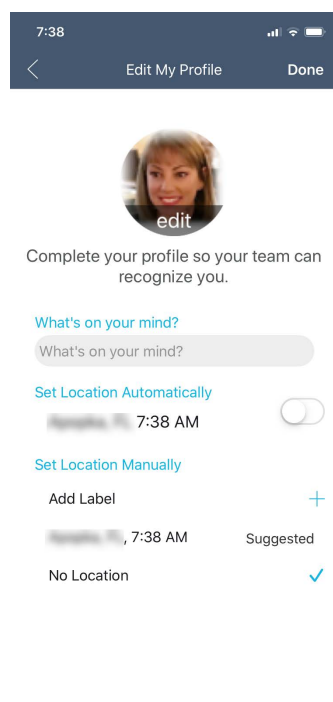 7:38
Edit My Profile Done
edit
Complete your profile so your team can
recognize you.
What's on your mind?
What's on your mind?
Set Location Automatically
7:38 AM
Set Location Manually
Add Label
, 7:38 AM Suggested
No Location